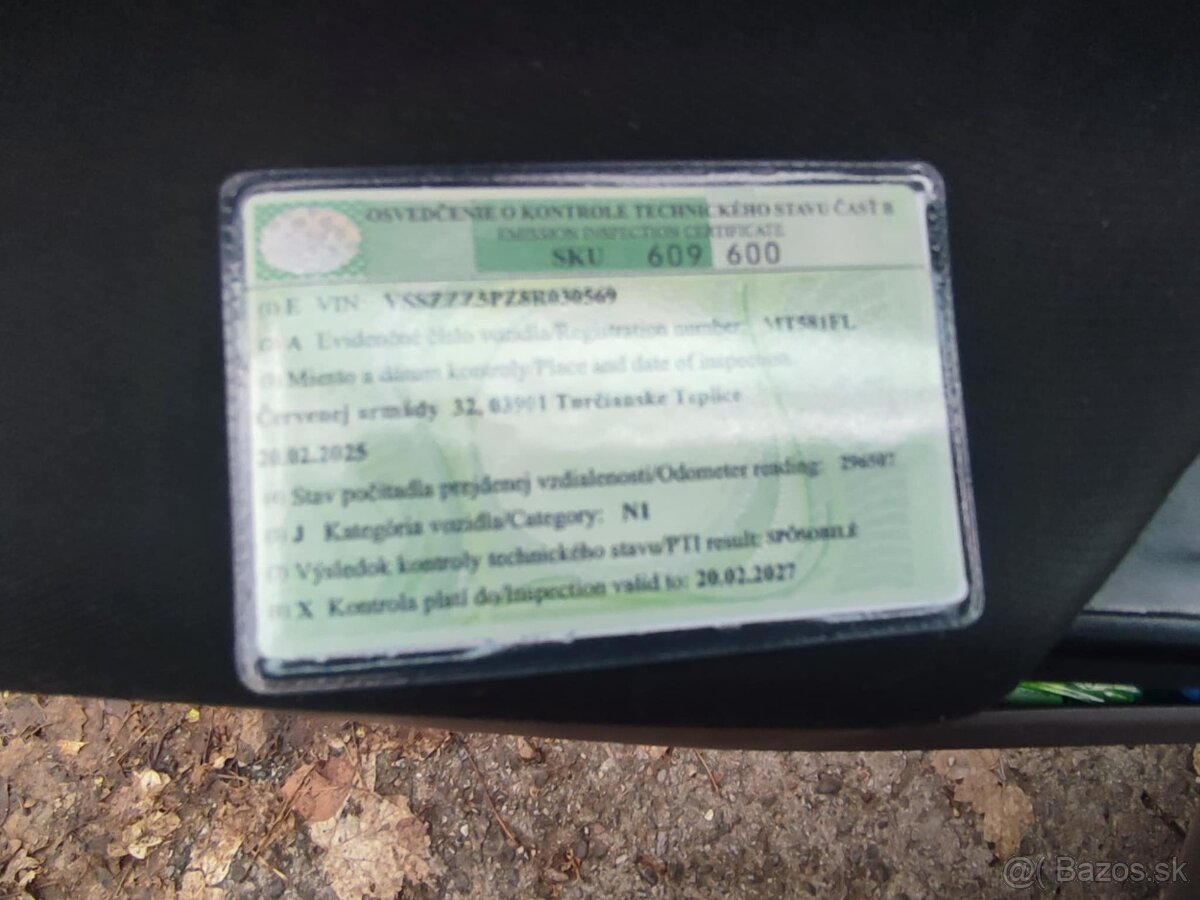 OSVEDČENIE O KONTROLE TECHNICKÉHO STAVU ČASŤ B
EMISSION INSPECTION CERTIFICATE
SKU 609 600
(1) E VIN: VSSZZZ5PZ8R030569
(2) A Evidenčné číslo vozidla/Registration number: MT581FL
(3) Miesto a dátum kontroly/Place and date of inspection:
Červenej armády 32, 03901 Turčianske Teplice
20.02.2025
(4) Stav počítadla prejdenej vzdialenosti/Odometer reading: 296507
(5) J Kategória vozidla/Category: N1
(7) Výsledok kontroly technického stavu/PTI result: SPÔSOBILÉ
(8) X Kontrola platí do/Inspection valid to: 20.02.2027
@( Bazos.sk